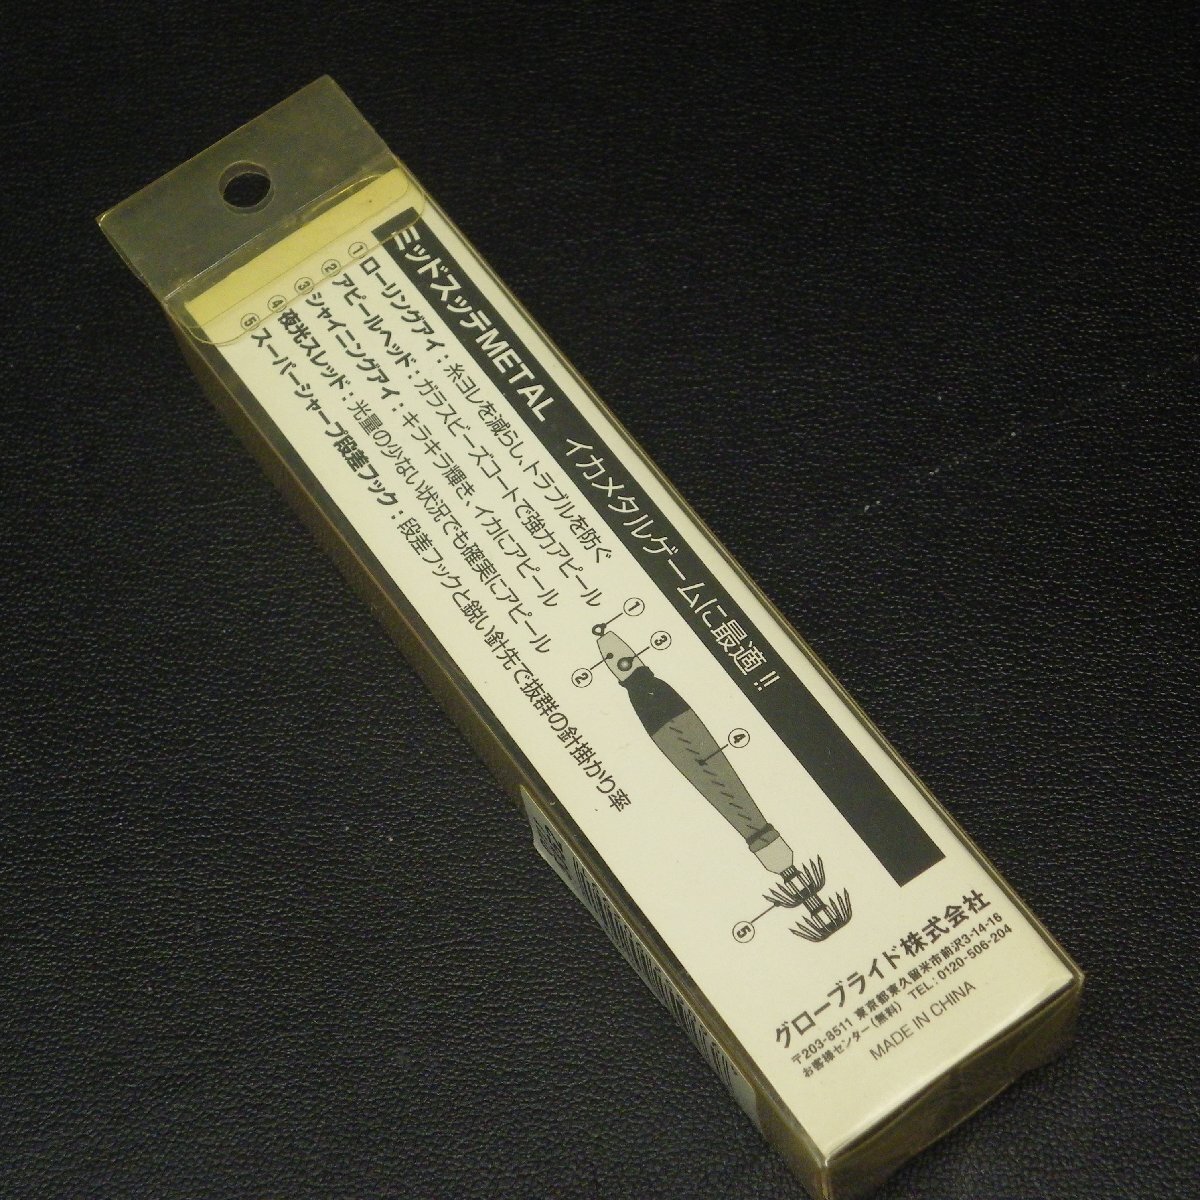 ミッドスッテMETAL イカメタルゲームに最適!!
①ローリングアイ:糸ヨレを減らし、トラブルを防ぐ
②アピールヘッド:ガラスビーズコートで強力アピール
③シャイニングアイ:キラキラ輝き、イカにアピール
④夜光スレッド:光量の少ない状況でも確実にアピール
⑤スーパーシャープ段差フック:段差フックと鋭い針先で抜群の針掛かり率
①
③
②
④
⑤
グローブライド株式会社
〒203-8511 東京都東久留米市前沢3-14-16
お客様センター(無料) TEL:0120-506-204
MADE IN CHINA